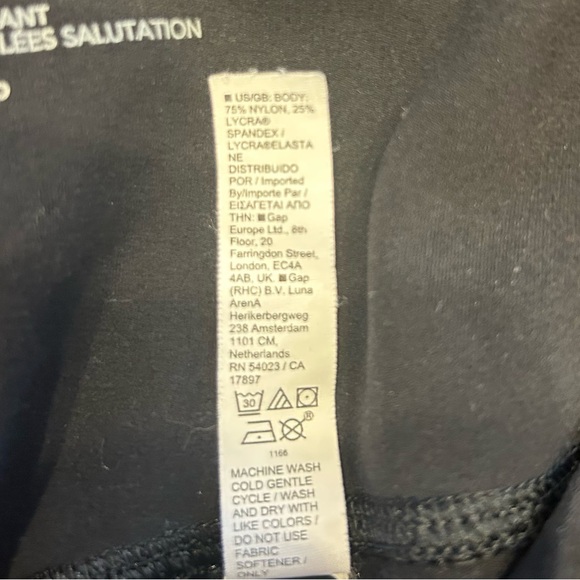 ANT
LÉES SALUTATION
US/GB: BODY:
75% NYLON, 25%
LYCRA®
SPANDEX /
LYCRA®ELASTA
NE
DISTRIBUIDO
POR / Imported
By/Importe Par /
ΕΙΣΑΓΕΤΑΙ ΑΠΟ
ΤΗΝ: Gap
Europe Ltd., 6th
Floor, 20
Farringdon Street,
London, EC4A
4AB, UK. Gap
(RHC) B.V. Luna
ArenA
Herikerbergweg
238 Amsterdam
1101 CM,
Netherlands
RN 54023 / CA
17897
30
®
1166
MACHINE WASH
COLD GENTLE
CYCLE / WASH
AND DRY WITH
LIKE COLORS /
DO NOT USE
FABRIC
SOFTENER /
ONLY